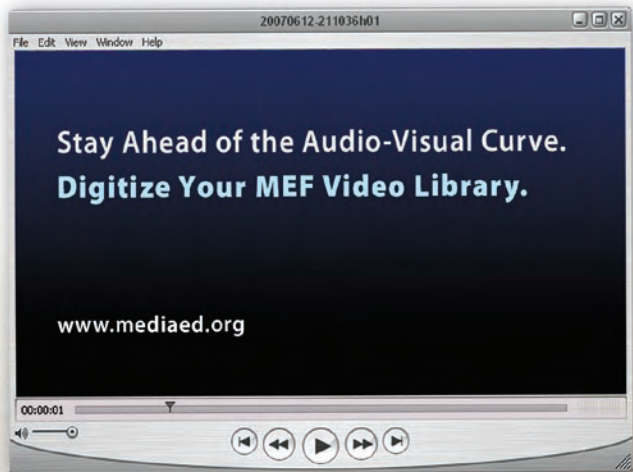 20070612-211036h01
File Edit View Window Help
Stay Ahead of the Audio-Visual Curve.
Digitize Your MEF Video Library.
www.mediaed.org
00:00:01